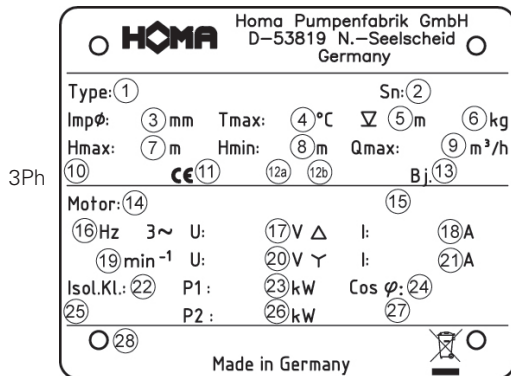 HOMA
Homa Pumpenfabrik GmbH
D-53819 N.-Seelscheid
Germany
Type: 1 Sn: 2
ImpØ: 3 mm Tmax: 4 °C 5 m 6 kg
Hmax: 7 m Hmin: 8 m Qmax: 9 m³/h
3Ph
10 CE 11 12a 12b Bj. 13
Motor: 14 15
16 Hz 3~ U: 17 V △ I: 18 A
19 min⁻¹ U: 20 V Y I: 21 A
Isol.Kl.: 22 P1: 23 kW Cos φ: 24
25 P2 : 26 kW 27
28
Made in Germany